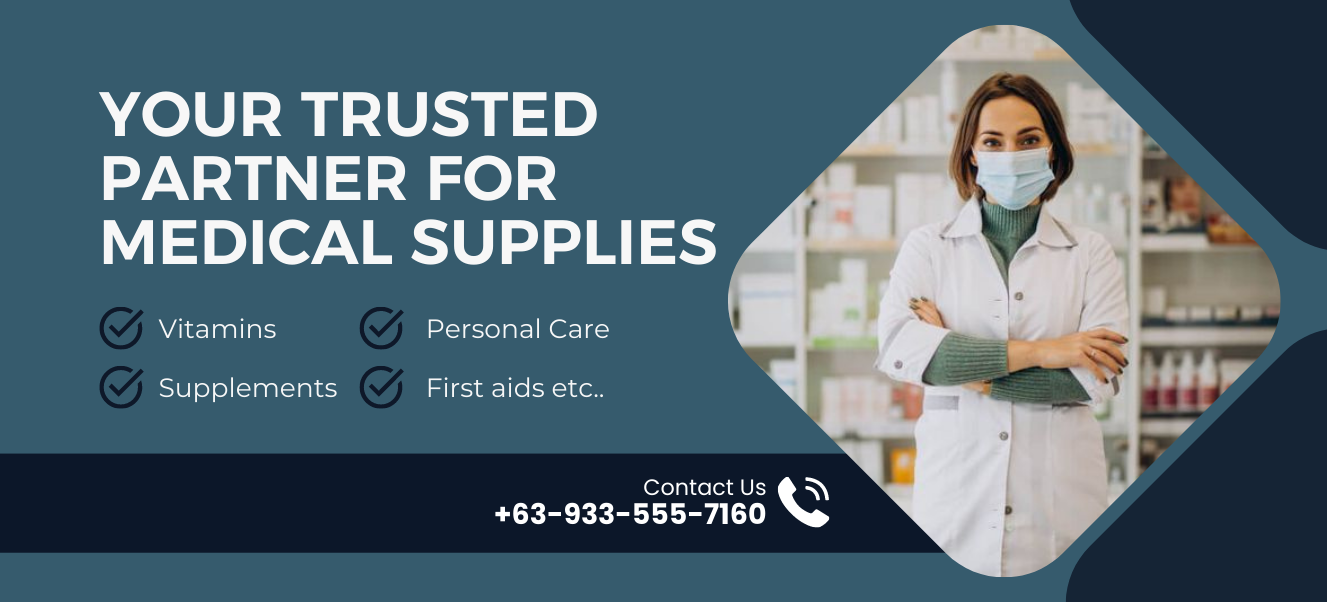 YOUR TRUSTED
PARTNER FOR
MEDICAL SUPPLIES
Vitamins
Personal Care
Supplements
First aids etc..
Contact Us
+63-933-555-7160